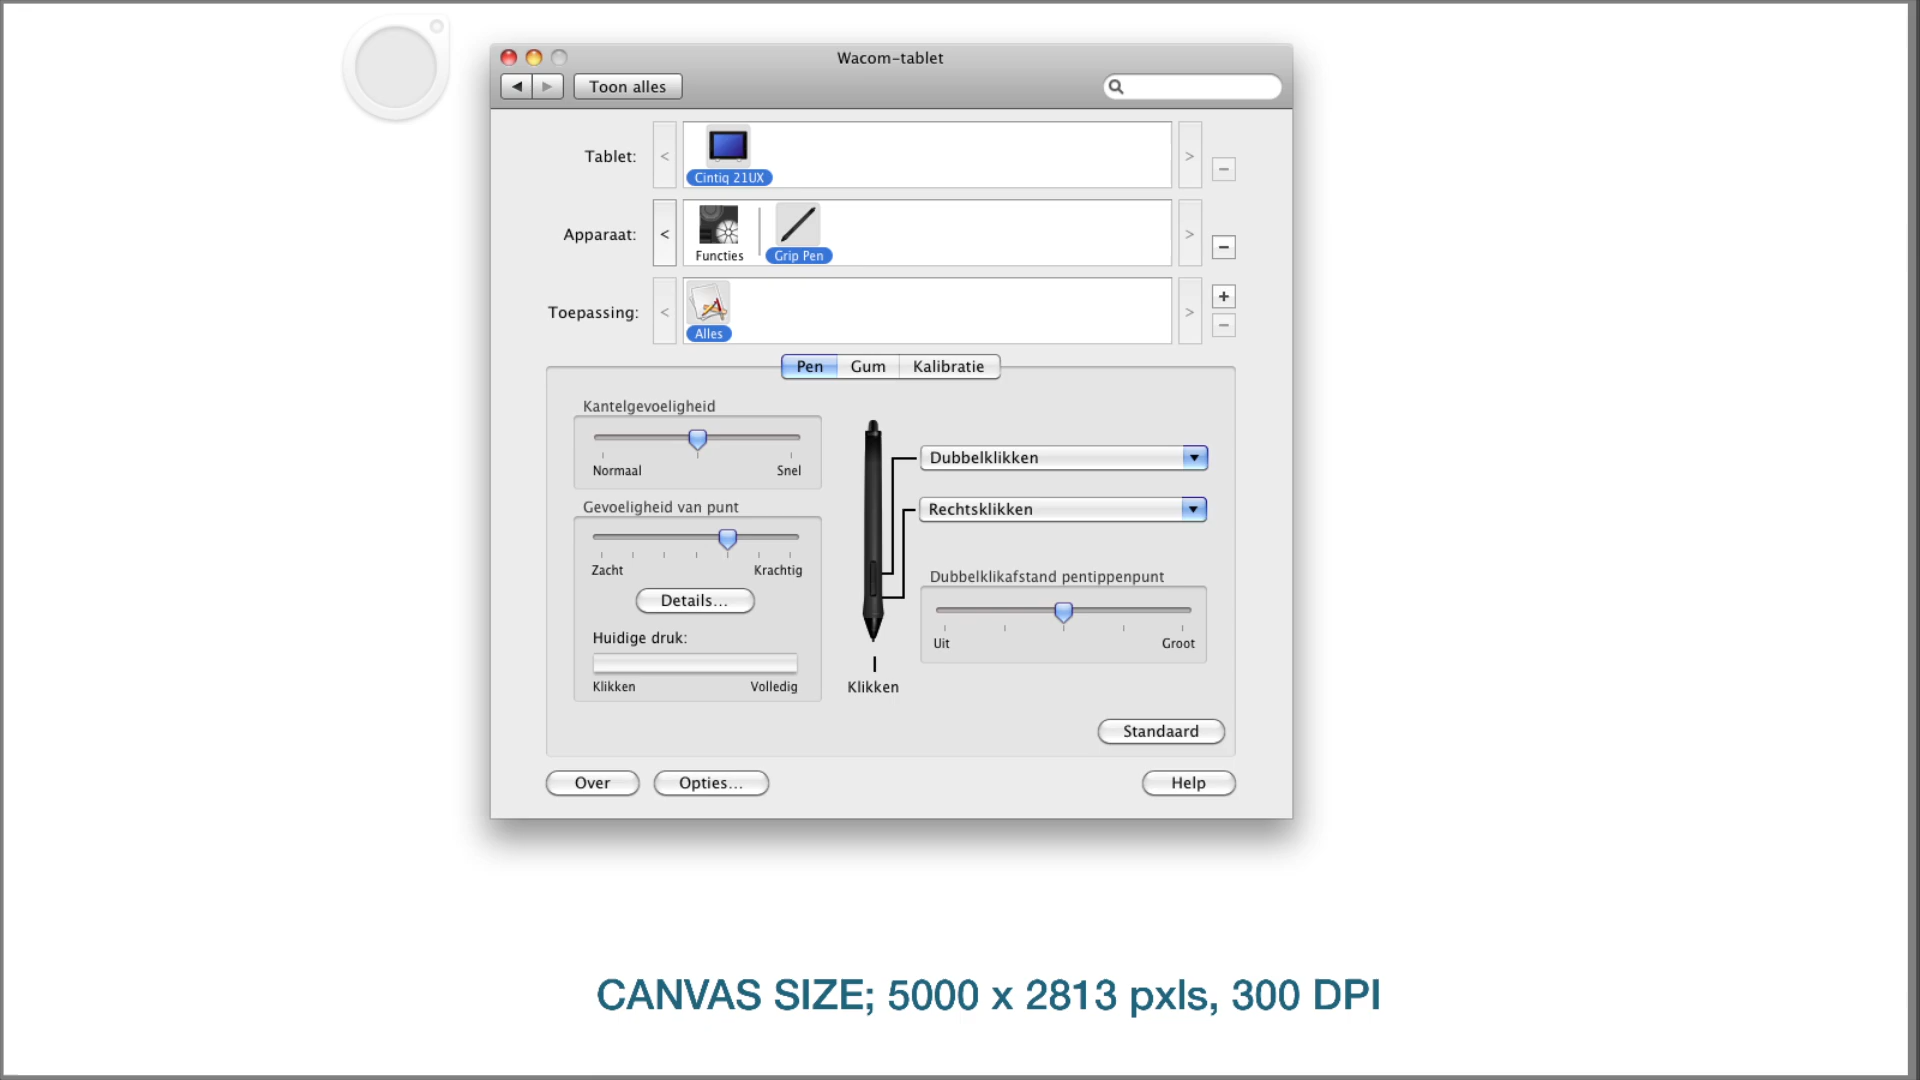 Wacom-tablet
Toon alles
Tablet:
Cintiq 21UX
Apparaat:
Functies
Grip Pen
Toepassing:
Alles
Pen
Gum
Kalibratie
Kantelgevoeligheid
Normaal
Snel
Dubbelklikken
Gevoeligheid van punt
Rechtsklikken
Zacht
Krachtig
Dubbelklikafstand pentippenpunt
Details...
Huidige druk:
Uit
Groot
Klikken
Volledig
Klikken
Standaard
Over
Opties...
Help
CANVAS SIZE; 5000 x 2813 pxls, 300 DPI